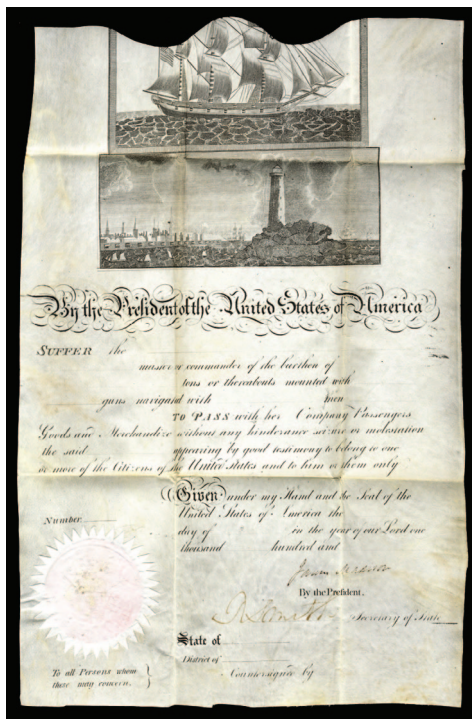 By the President of the United States of America
SUFFER the
master or commander of the burthen of
tons or thereabouts mounted with
guns navigated with men
TO PASS with her Company Passengers
Goods and Merchandize without any hinderance seizure or molestation
the said appearing by good testimony to belong to one
or more of the Citizens of the United States and to him or them only
Given under my Hand and the Seal of the
United States of America the
Number
day of in the year of our Lord one
thousand hundred and
James Madison
By the President.
R Smith Secretary of State
State of
District of
To all Persons whom
these may concern.
Countersigned by